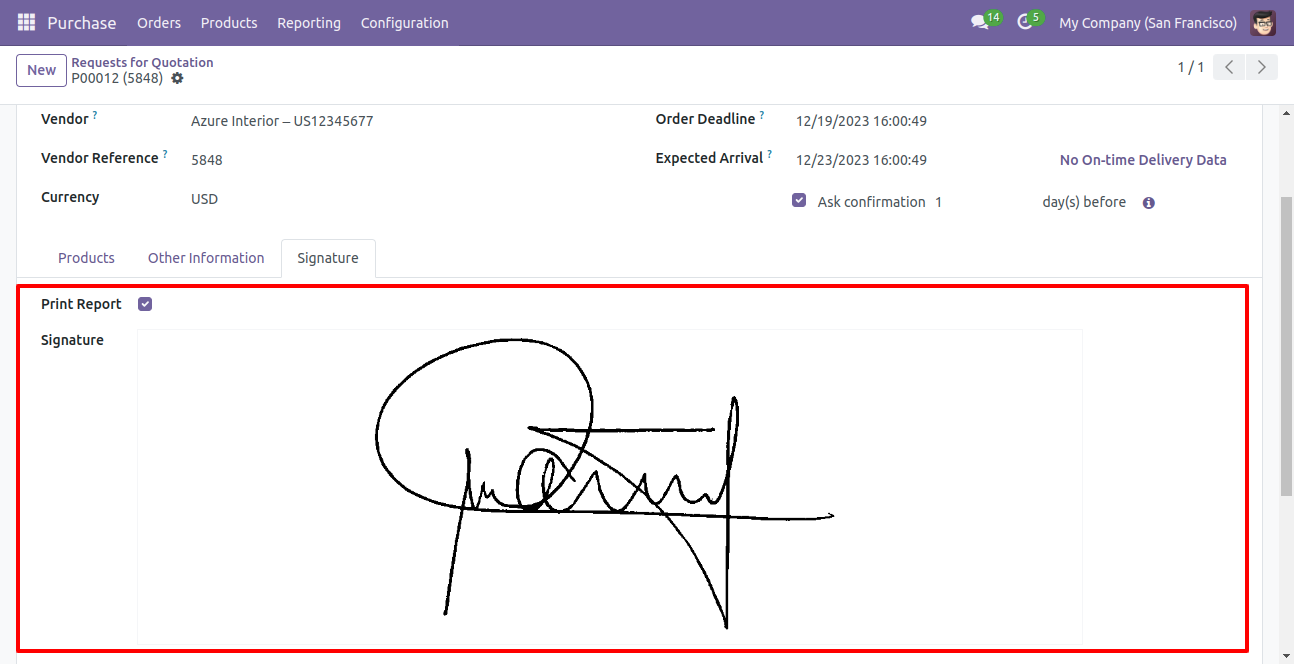 Purchase Orders Products Reporting Configuration 14 5 My Company (San Francisco)
New Requests for Quotation
P00012 (5848) 1 / 1
Vendor ? Azure Interior – US12345677 Order Deadline ? 12/19/2023 16:00:49
Vendor Reference ? 5848 Expected Arrival ? 12/23/2023 16:00:49 No On-time Delivery Data
Currency USD Ask confirmation 1 day(s) before
Products Other Information Signature
Print Report
Signature